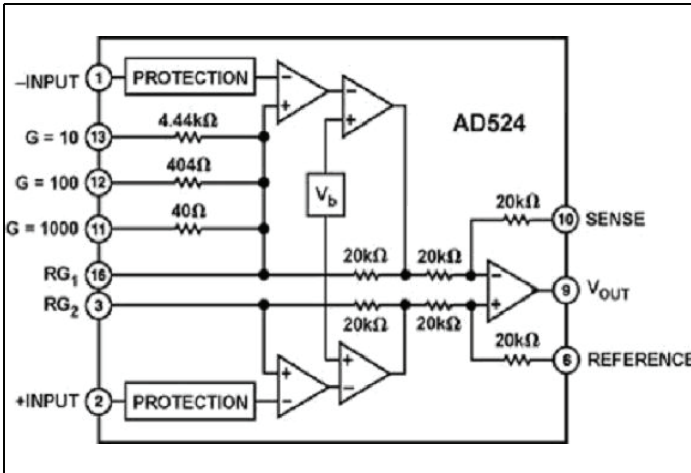 –INPUT 1 PROTECTION – +
– +
AD524
G = 10 13 4.44kΩ
G = 100 12 404Ω
G = 1000 11 40Ω
Vb
20kΩ 10 SENSE
RG1 16 20kΩ 20kΩ
RG2 3 20kΩ 20kΩ
– + 9 VOUT
20kΩ 6 REFERENCE
+ – + –
+INPUT 2 PROTECTION